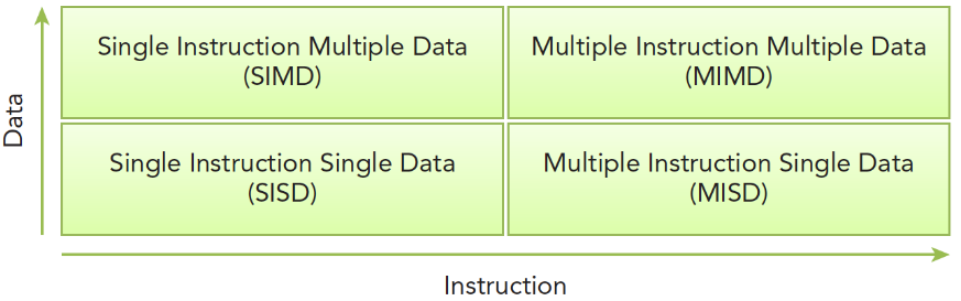 Single Instruction Multiple Data
(SIMD)
Multiple Instruction Multiple Data
(MIMD)
Data
Single Instruction Single Data
(SISD)
Multiple Instruction Single Data
(MISD)
Instruction